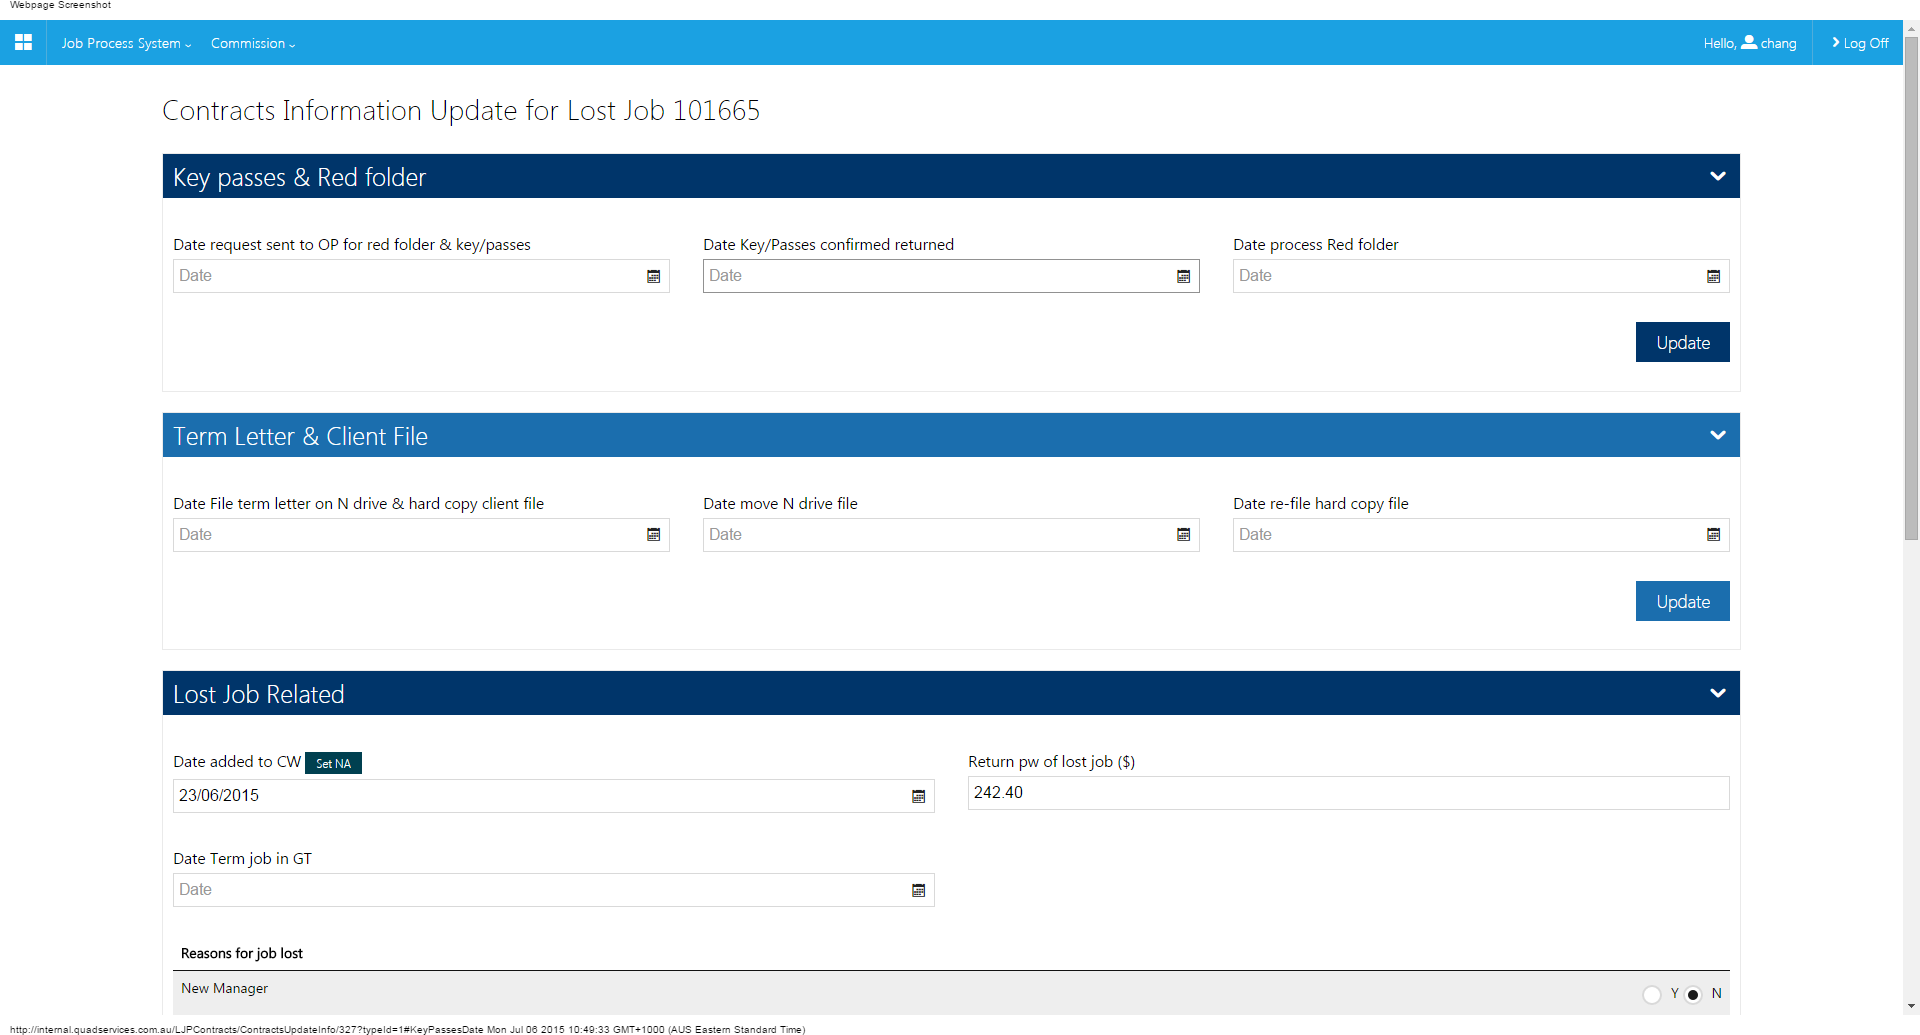 Webpage Screenshot
Job Process System Commission Hello, chang Log Off
Contracts Information Update for Lost Job 101665
Key passes & Red folder
Date request sent to OP for red folder & key/passes Date Key/Passes confirmed returned Date process Red folder
Date Date Date
Update
Term Letter & Client File
Date File term letter on N drive & hard copy client file Date move N drive file Date re-file hard copy file
Date Date Date
Update
Lost Job Related
Date added to CW Set NA Return pw of lost job ($)
23/06/2015 242.40
Date Term job in GT
Date
Reasons for job lost
New Manager Y N
http://internal.quadservices.com.au/LJPContracts/ContractsUpdateInfo/327?typeId=1#KeyPassesDate Mon Jul 06 2015 10:49:33 GMT+1000 (AUS Eastern Standard Time)